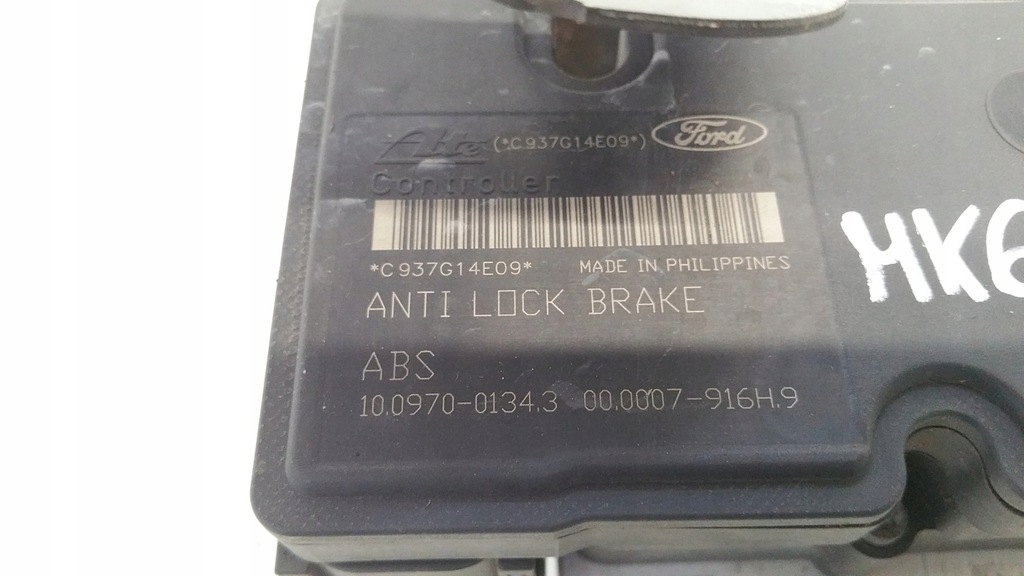 Ate (*C937G14E09*) Ford
Controller
*C937G14E09* MADE IN PHILIPPINES
ANTI LOCK BRAKE
ABS
10.0970-0134.3 00.0007-916H.9
MK6